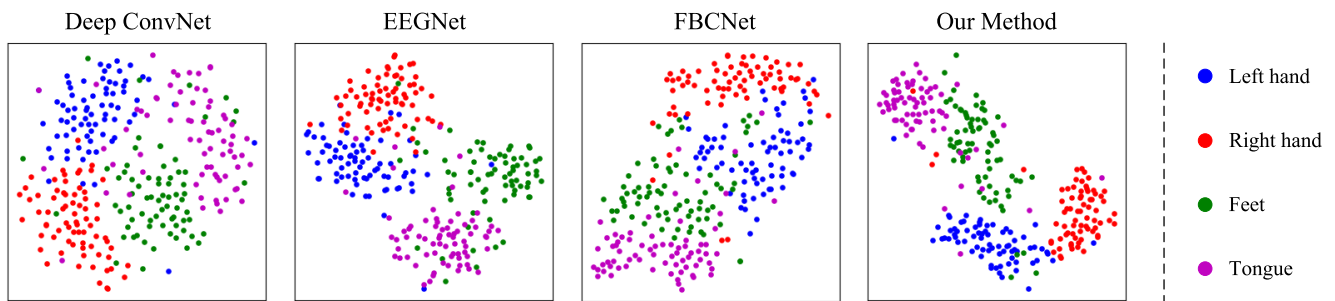 Deep ConvNet
EEGNet
FBCNet
Our Method
Left hand
Right hand
Feet
Tongue